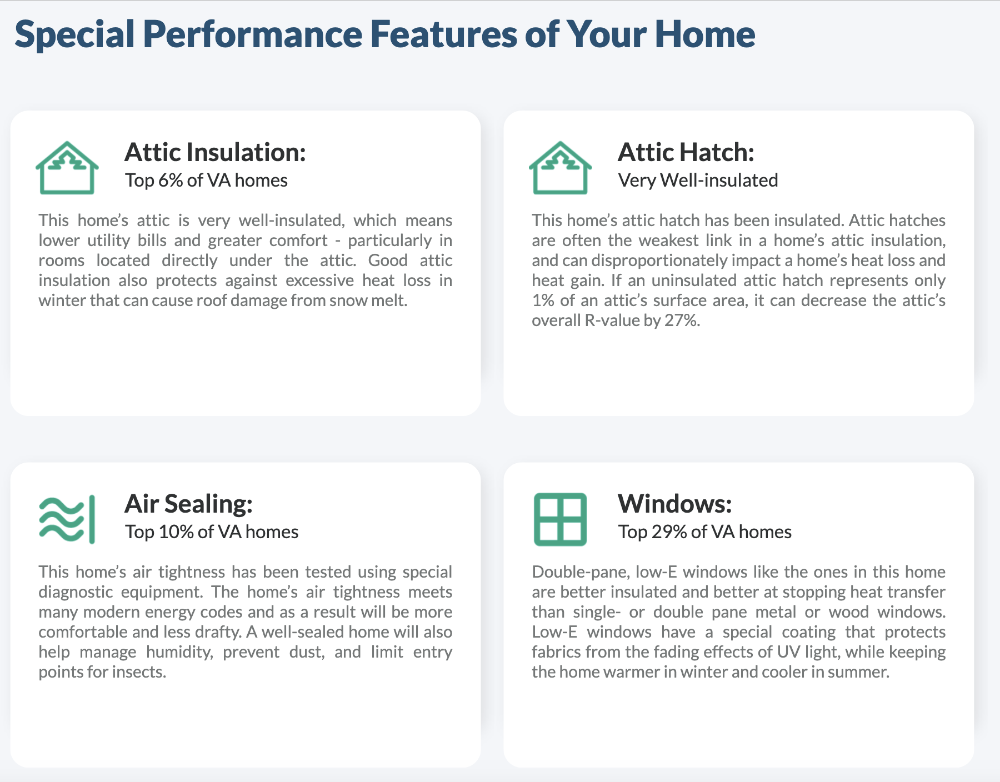 Special Performance Features of Your Home
Attic Insulation:
Top 6% of VA homes
This home’s attic is very well-insulated, which means
lower utility bills and greater comfort - particularly in
rooms located directly under the attic. Good attic
insulation also protects against excessive heat loss in
winter that can cause roof damage from snow melt.
Attic Hatch:
Very Well-insulated
This home’s attic hatch has been insulated. Attic hatches
are often the weakest link in a home’s attic insulation,
and can disproportionately impact a home’s heat loss and
heat gain. If an uninsulated attic hatch represents only
1% of an attic’s surface area, it can decrease the attic’s
overall R-value by 27%.
Air Sealing:
Top 10% of VA homes
This home’s air tightness has been tested using special
diagnostic equipment. The home’s air tightness meets
many modern energy codes and as a result will be more
comfortable and less drafty. A well-sealed home will also
help manage humidity, prevent dust, and limit entry
points for insects.
Windows:
Top 29% of VA homes
Double-pane, low-E windows like the ones in this home
are better insulated and better at stopping heat transfer
than single- or double pane metal or wood windows.
Low-E windows have a special coating that protects
fabrics from the fading effects of UV light, while keeping
the home warmer in winter and cooler in summer.